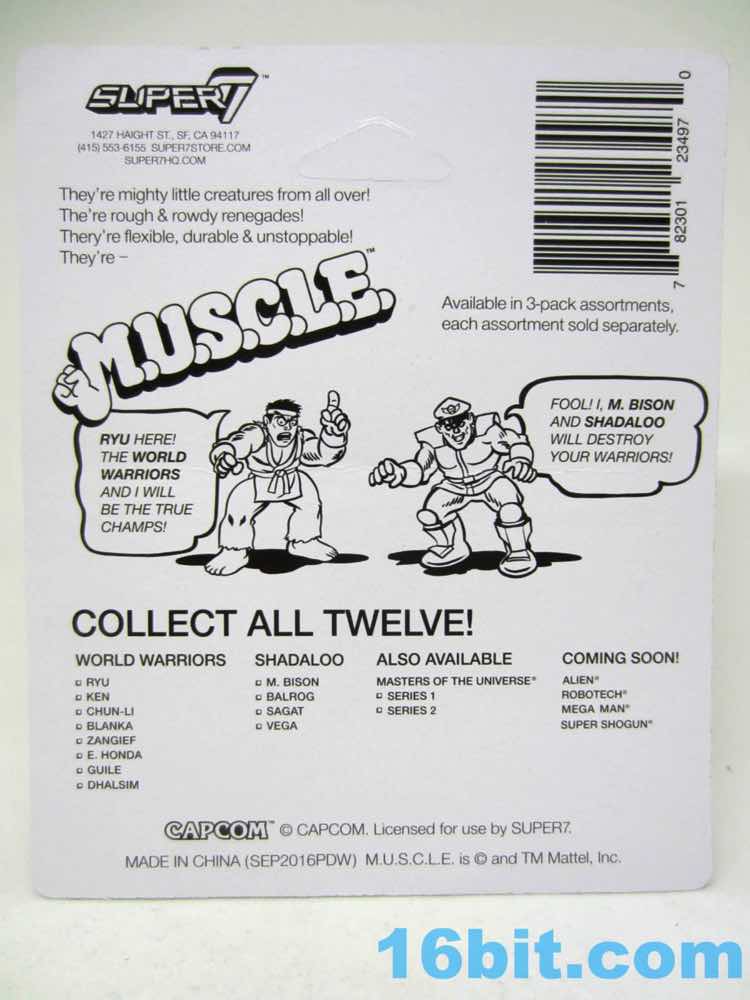 SUPER7™
1427 HAIGHT ST., SF, CA 94117
(415) 553-6155 SUPER7STORE.COM
SUPER7HQ.COM
7 82301 23497 0
They're mighty little creatures from all over!
The're rough & rowdy renegades!
Thery're flexible, durable & unstoppable!
They're –
M.U.S.C.L.E.™
Available in 3-pack assortments,
each assortment sold separately.
RYU HERE!
THE WORLD
WARRIORS
AND I WILL
BE THE TRUE
CHAMPS!
FOOL! I, M. BISON
AND SHADALOO
WILL DESTROY
YOUR WARRIORS!
COLLECT ALL TWELVE!
WORLD WARRIORS
RYU
KEN
CHUN-LI
BLANKA
ZANGIEF
E. HONDA
GUILE
DHALSIM
SHADALOO
M. BISON
BALROG
SAGAT
VEGA
ALSO AVAILABLE
MASTERS OF THE UNIVERSE®
SERIES 1
SERIES 2
COMING SOON!
ALIEN®
ROBOTECH®
MEGA MAN®
SUPER SHOGUN®
CAPCOM™ © CAPCOM. Licensed for use by SUPER7.
MADE IN CHINA (SEP2016PDW) M.U.S.C.L.E. is © and TM Mattel, Inc.
16bit.com